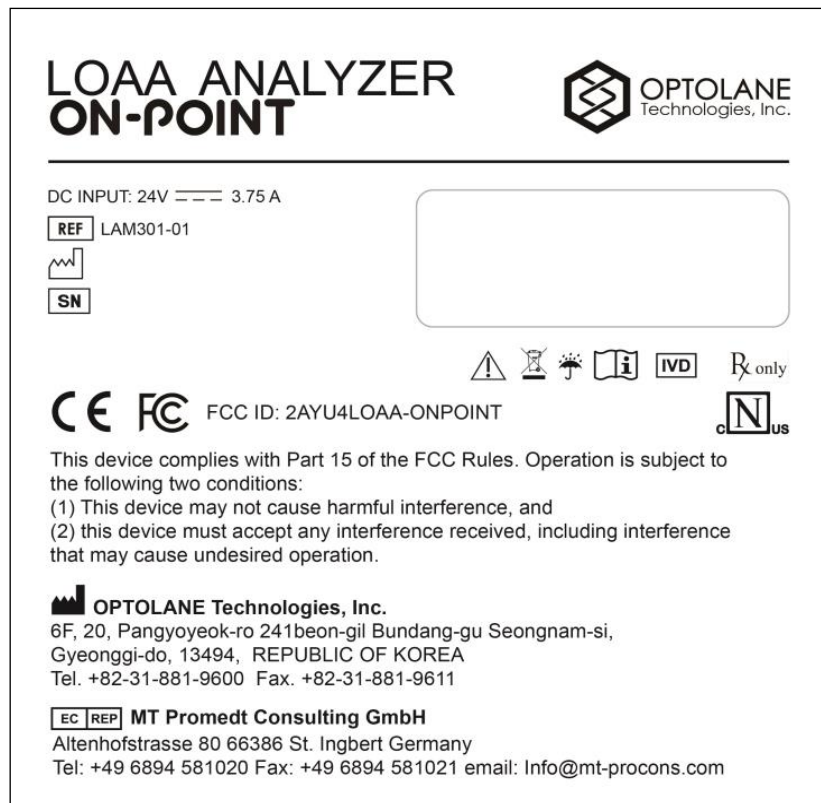 LOAA ANALYZER
ON-POINT
OPTOLANE
Technologies, Inc.
DC INPUT: 24V 3.75 A
REF LAM301-01
SN
IVD
Rx only
CE FC FCC ID: 2AYU4LOAA-ONPOINT
c N us
This device complies with Part 15 of the FCC Rules. Operation is subject to
the following two conditions:
(1) This device may not cause harmful interference, and
(2) this device must accept any interference received, including interference
that may cause undesired operation.
OPTOLANE Technologies, Inc.
6F, 20, Pangyoyeok-ro 241beon-gil Bundang-gu Seongnam-si,
Gyeonggi-do, 13494, REPUBLIC OF KOREA
Tel. +82-31-881-9600 Fax. +82-31-881-9611
EC REP MT Promedt Consulting GmbH
Altenhofstrasse 80 66386 St. Ingbert Germany
Tel: +49 6894 581020 Fax: +49 6894 581021 email: Info@mt-procons.com